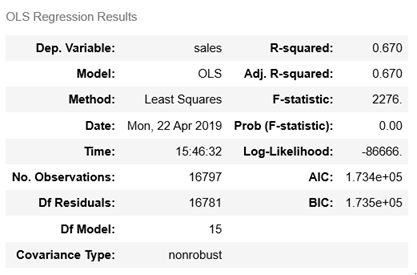 OLS Regression Results
Dep. Variable: sales R-squared: 0.670
Model: OLS Adj. R-squared: 0.670
Method: Least Squares F-statistic: 2276.
Date: Mon, 22 Apr 2019 Prob (F-statistic): 0.00
Time: 15:46:32 Log-Likelihood: -86666.
No. Observations: 16797 AIC: 1.734e+05
Df Residuals: 16781 BIC: 1.735e+05
Df Model: 15
Covariance Type: nonrobust